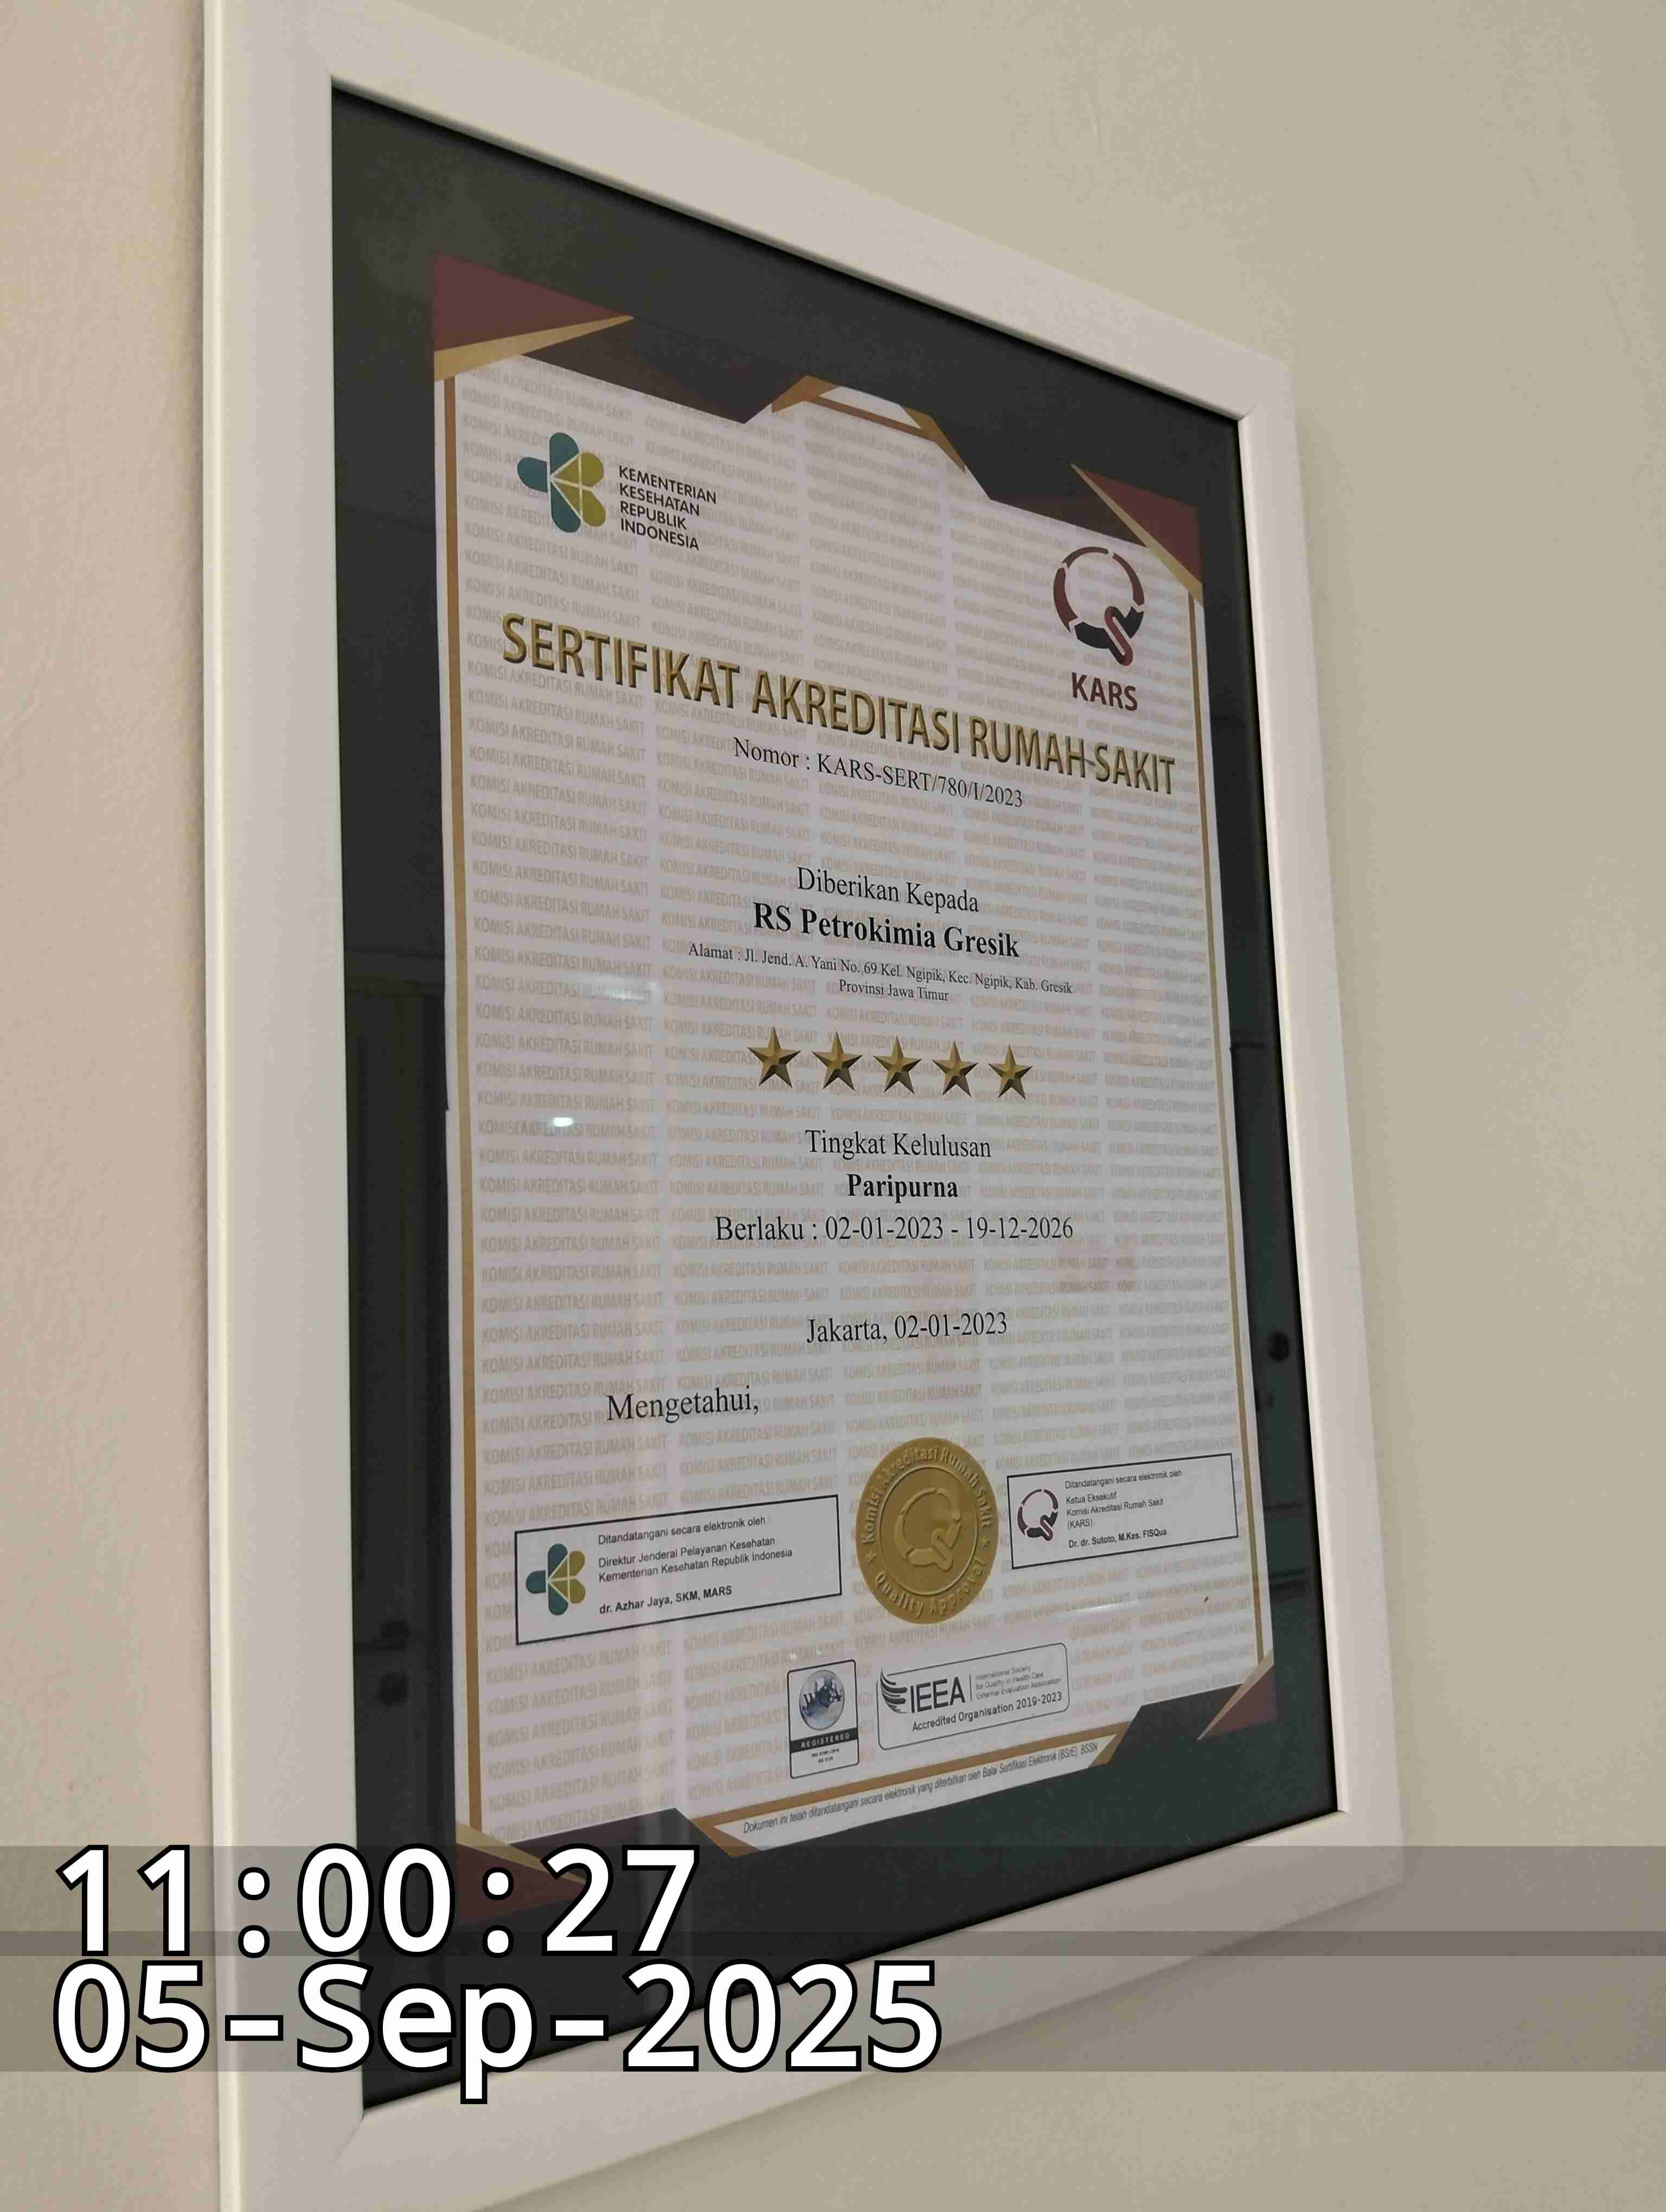 KEMENTERIAN
KESEHATAN
REPUBLIK
INDONESIA
KARS
SERTIFIKAT AKREDITASI RUMAH SAKIT
Nomor : KARS-SERT/780/I/2023
Diberikan Kepada
RS Petrokimia Gresik
Alamat : Jl. Jend. A. Yani No. 69 Kel. Ngipik, Kec. Ngipik, Kab. Gresik
Provinsi Jawa Timur
Tingkat Kelulusan
Paripurna
Berlaku : 02-01-2023 - 19-12-2026
Jakarta, 02-01-2023
Mengetahui,
Ditandatangani secara elektronik oleh :
Direktur Jenderal Pelayanan Kesehatan
Kementerian Kesehatan Republik Indonesia
dr. Azhar Jaya, SKM, MARS
Komisi Akreditasi Rumah Sakit
Quality Approval
Ditandatangani secara elektronik oleh
Ketua Eksekutif
Komisi Akreditasi Rumah Sakit
(KARS)
Dr. dr. Sutoto, M.Kes. FISQua
REGISTERED
IEEA
International Society
for Quality in Health Care
External Evaluation Association
Accredited Organisation 2019-2023
Dokumen ini telah ditandatangani secara elektronik yang diterbitkan oleh Balai Sertifikasi Elektronik (BSrE), BSSN
11:00:27
05-Sep-2025